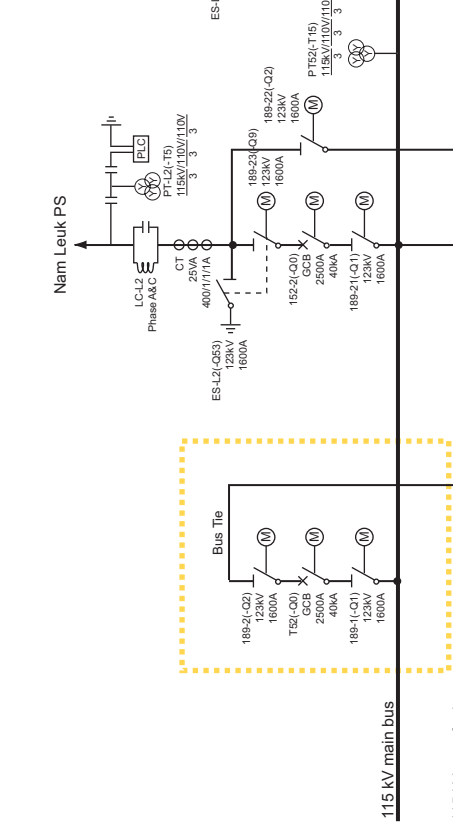 Nam Leuk PS
PLC
PT-L2(-T5)
115kV/110V/110V
3 3 3
LC-L2
Phase A&C
CT
25VA
400/1/1/1A
ES-L2(-Q53)
123kV
1600A
189-23(-Q9)
123kV
1600A
M
152-2(-Q0)
GCB
2500A
40kA
M
189-21(-Q1)
123kV
1600A
M
189-22(-Q2)
123kV
1600A
M
PT52(-T15)
115kV/110V/110
3 3 3
Bus Tie
189-2(-Q2)
123kV
1600A
M
T52(-Q0)
GCB
2500A
40kA
M
189-1(-Q1)
123kV
1600A
M
115 kV main bus